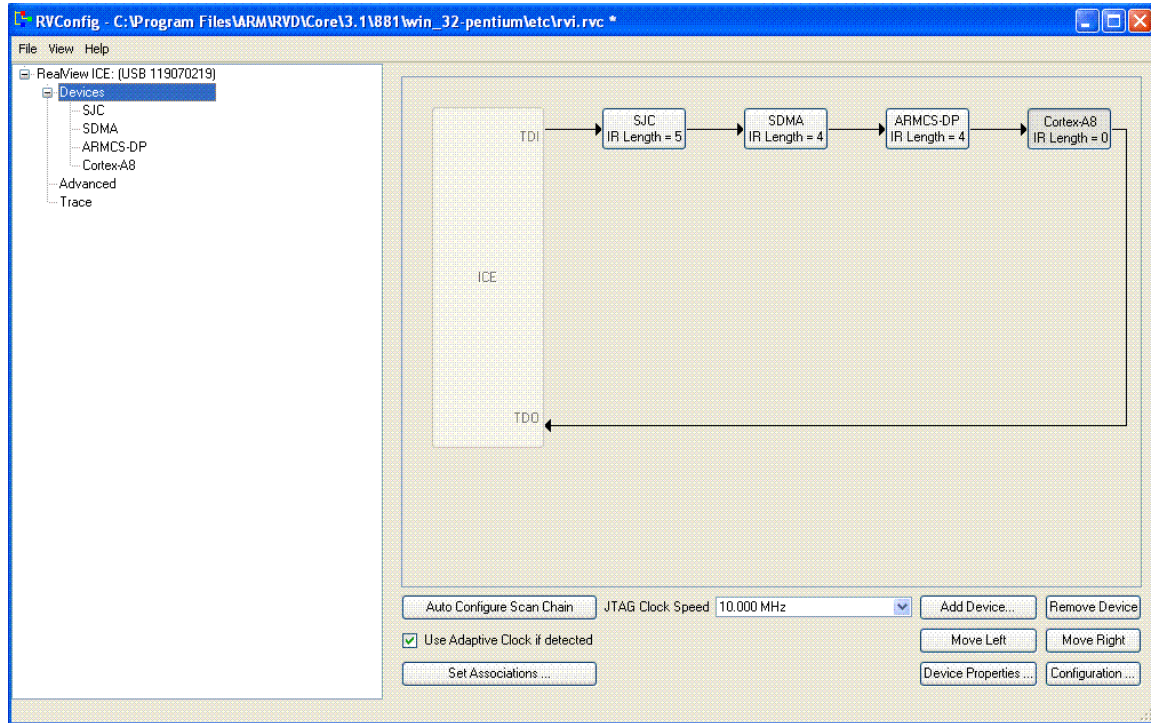 RVConfig - C:\Program Files\ARM\RVD\Core\3.1\881\win_32-pentium\etc\rvi.rvc *
File View Help
RealView ICE: (USB 119070219)
Devices
SJC
SDMA
ARMCS-DP
Cortex-A8
Advanced
Trace
TDI
SJC
IR Length = 5
SDMA
IR Length = 4
ARMCS-DP
IR Length = 4
Cortex-A8
IR Length = 0
ICE
TDO
Auto Configure Scan Chain
JTAG Clock Speed
10.000 MHz
Add Device...
Remove Device
Use Adaptive Clock if detected
Move Left
Move Right
Set Associations ...
Device Properties ...
Configuration ...